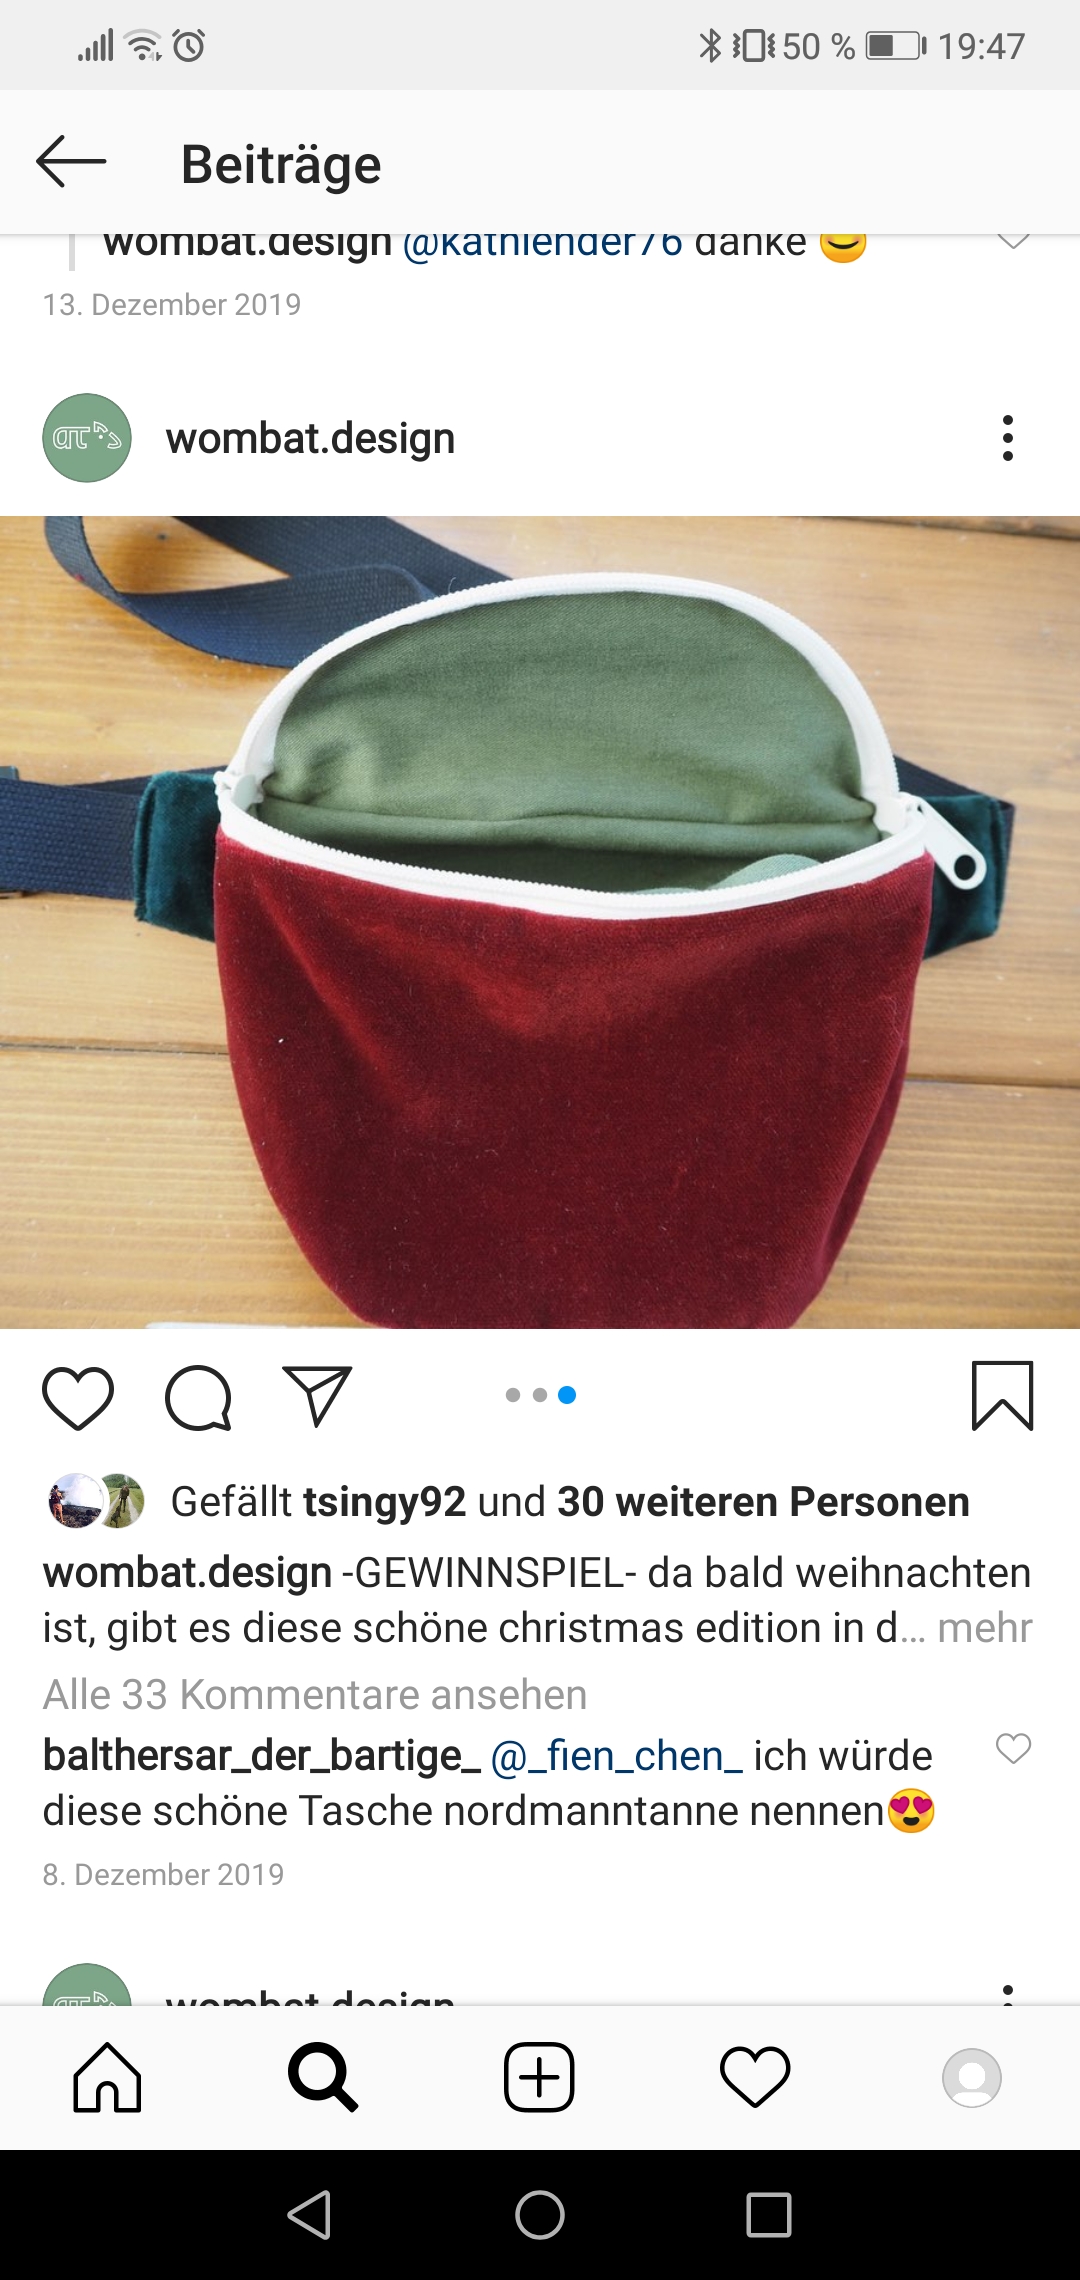 50 % 19:47
Beiträge
wombat.design @kathlender76 danke 😊
13. Dezember 2019
wombat.design
Gefällt tsingy92 und 30 weiteren Personen
wombat.design -GEWINNSPIEL- da bald weihnachten
ist, gibt es diese schöne christmas edition in d... mehr
Alle 33 Kommentare ansehen
balthersar_der_bartige_ @_fien_chen_ ich würde
diese schöne Tasche nordmanntanne nennen😍
8. Dezember 2019
wombat.design